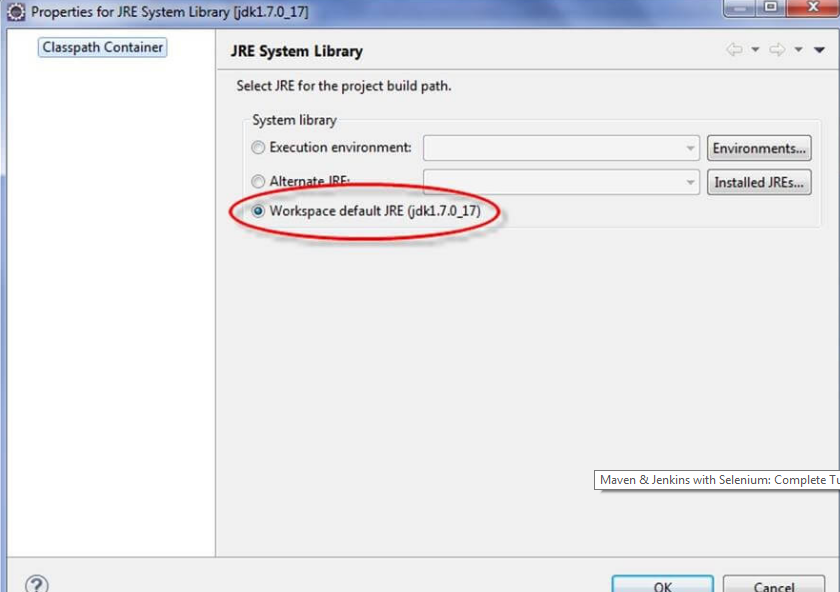 Properties for JRE System Library [jdk1.7.0_17]
Classpath Container
JRE System Library
Select JRE for the project build path.
System library
Execution environment:
Environments...
Alternate JRE:
Installed JREs...
Workspace default JRE (jdk1.7.0_17)
Maven & Jenkins with Selenium: Complete Tu
?
OK
Cancel